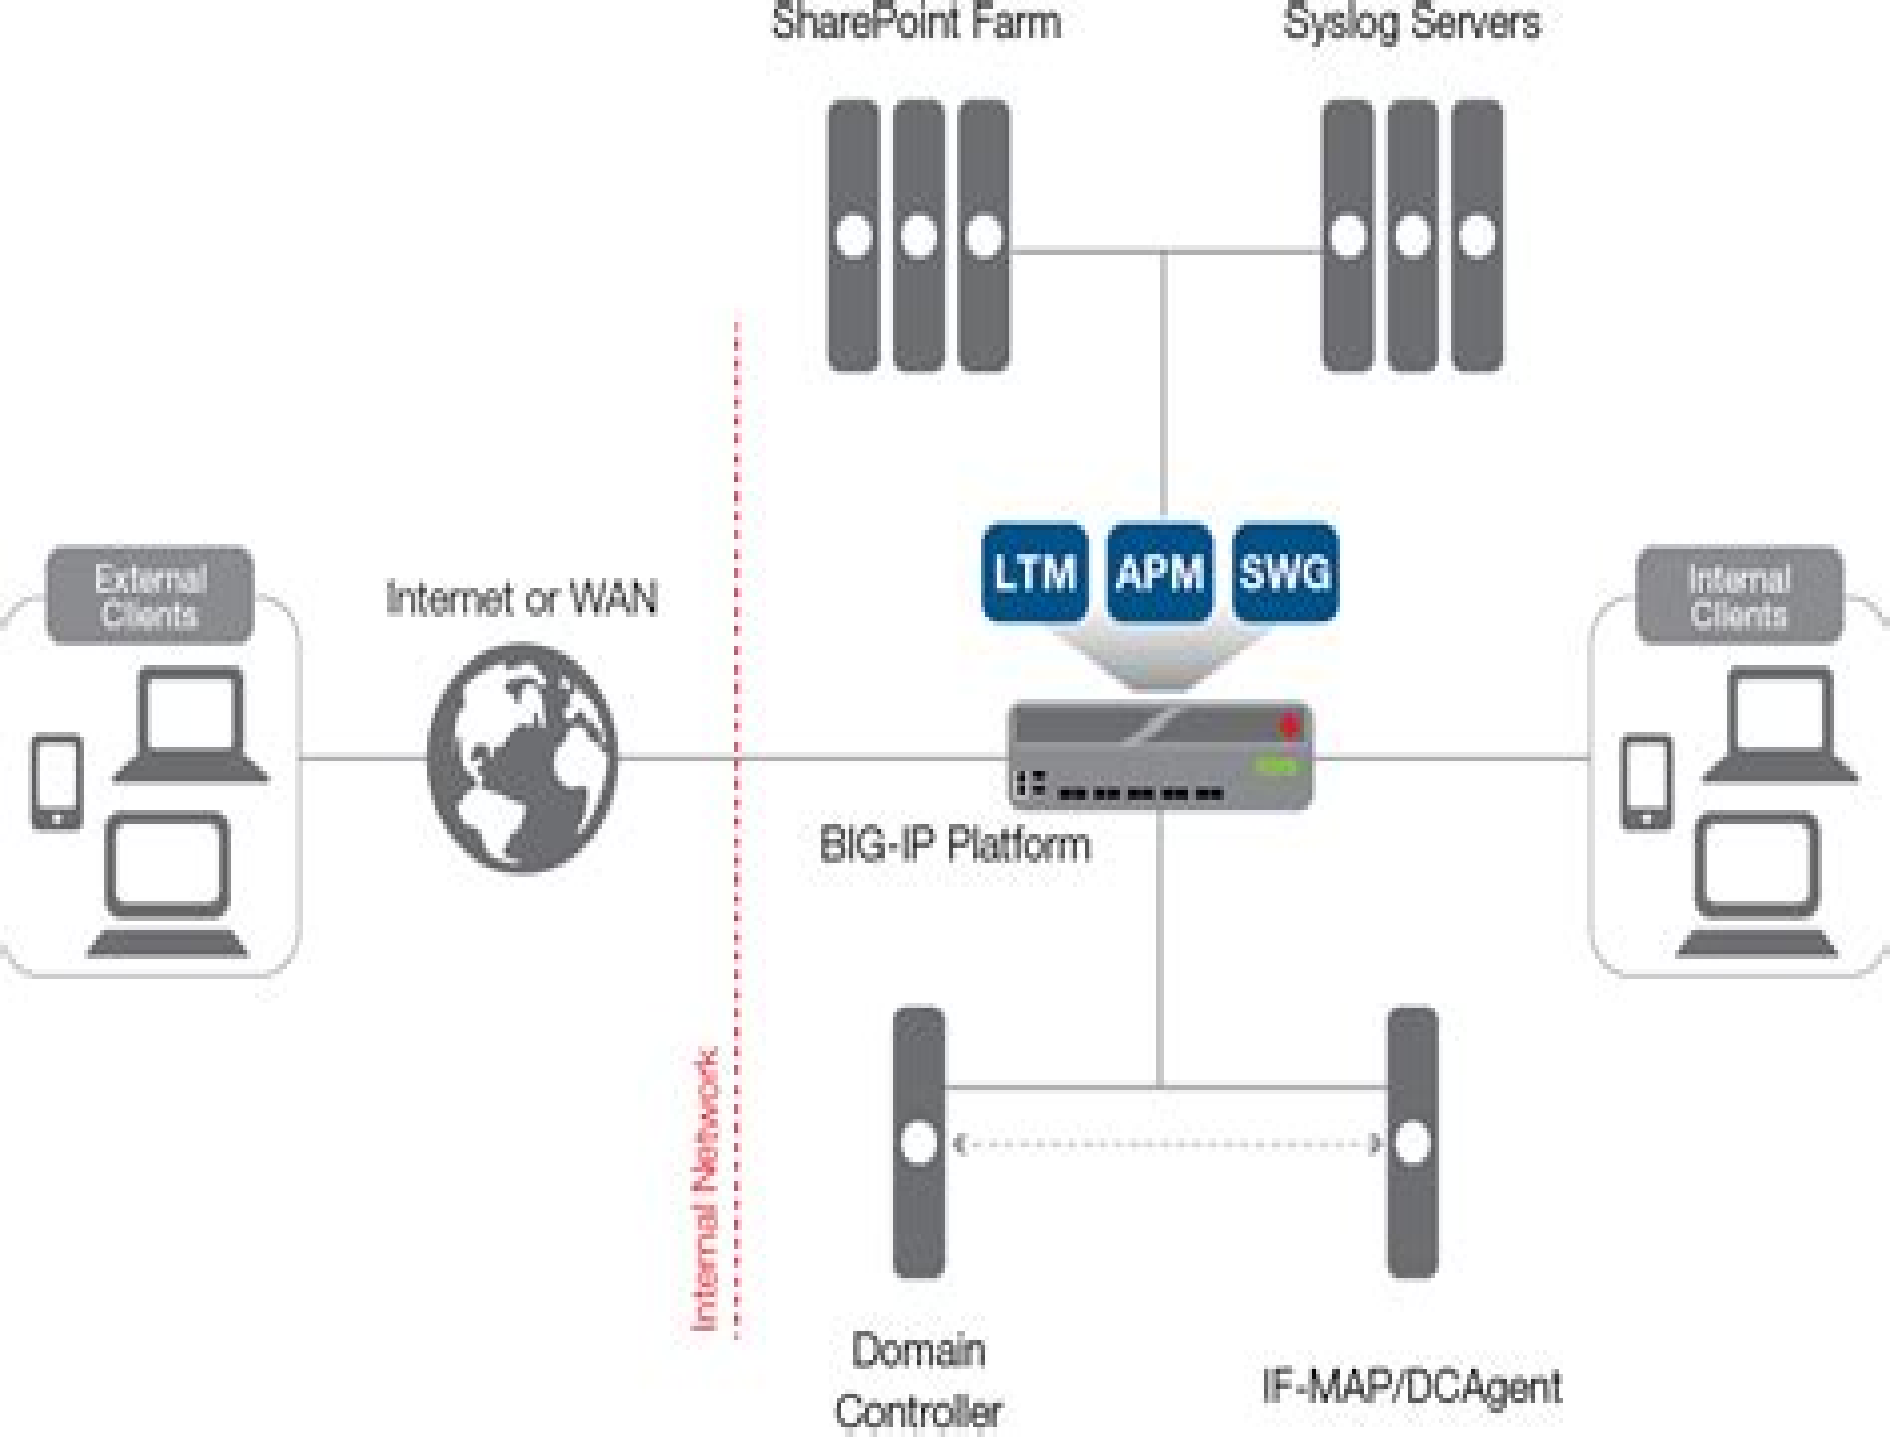 SharePoint Farm
Syslog Servers
LTM
APM
SWG
External
Clients
Internet or WAN
Internal
Clients
BIG-IP Platform
Internal Network
Domain
Controller
IF-MAP/DCAgent